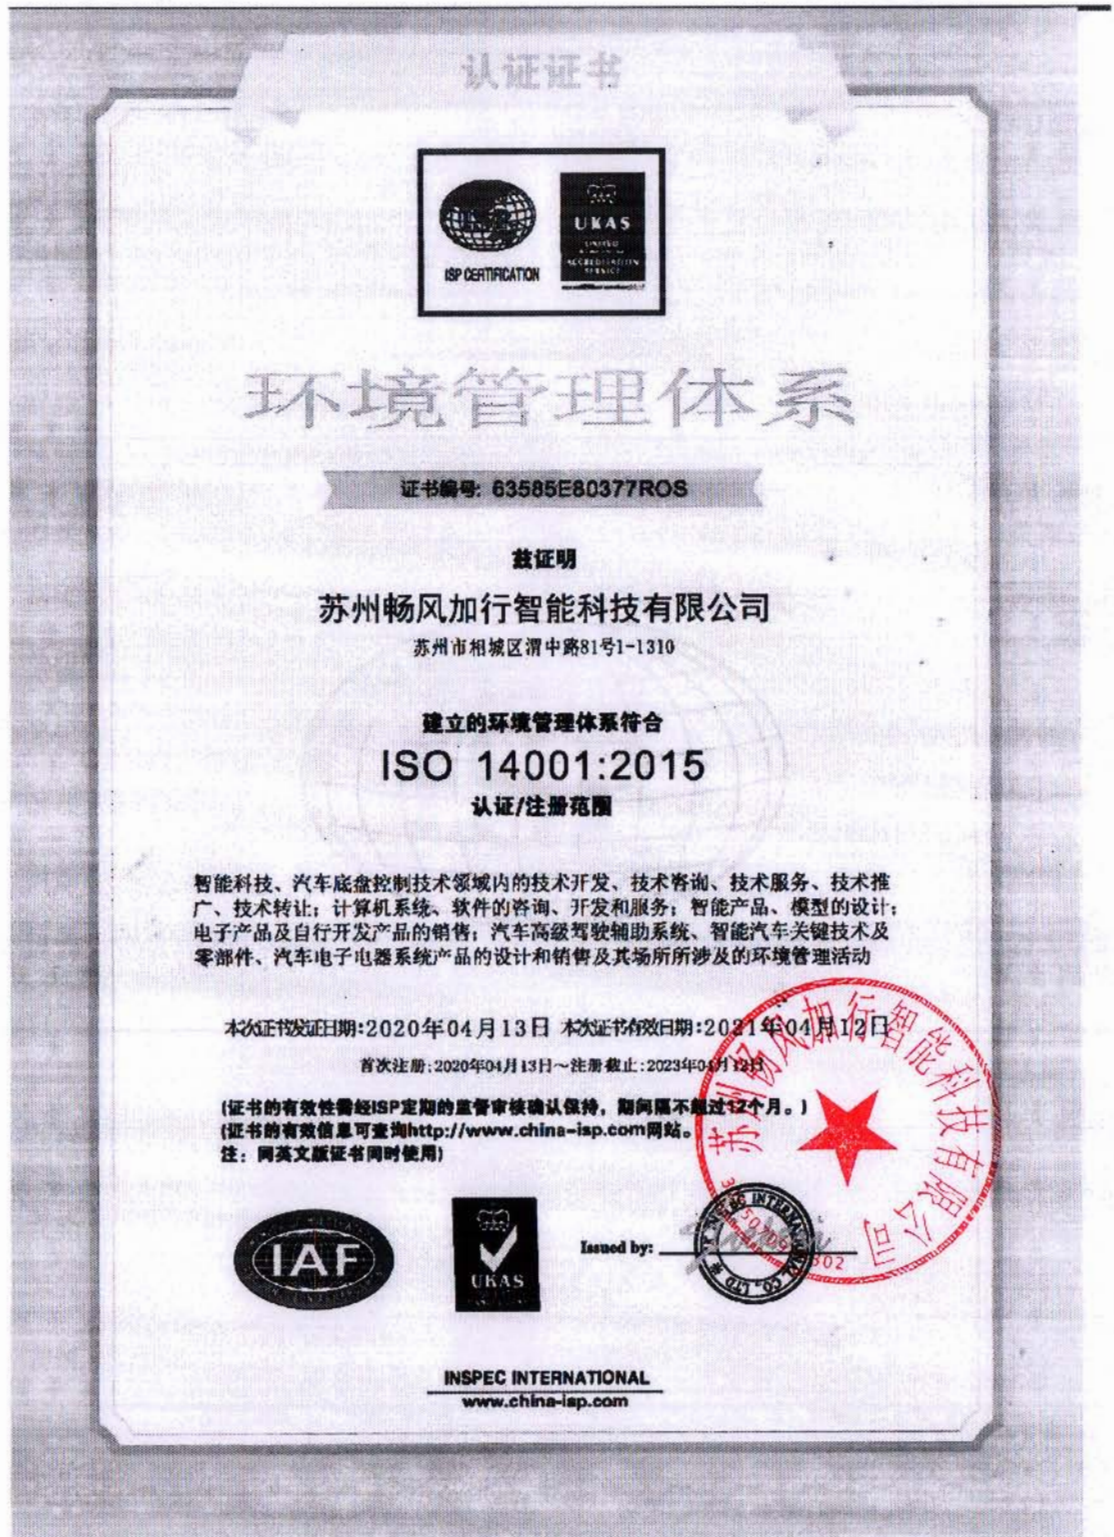 认证证书
ISP CERTIFICATION
UKAS
ACCREDITATION
SERVICE
环境管理体系
证书编号: 63585E80377ROS
兹证明
苏州畅风加行智能科技有限公司
苏州市相城区渭中路81号1-1310
建立的环境管理体系符合
ISO 14001:2015
认证/注册范围
智能科技、汽车底盘控制技术领域内的技术开发、技术咨询、技术服务、技术推
广、技术转让；计算机系统、软件的咨询、开发和服务；智能产品、模型的设计；
电子产品及自行开发产品的销售；汽车高级驾驶辅助系统、智能汽车关键技术及
零部件、汽车电子电器系统产品的设计和销售及其场所所涉及的环境管理活动
本次证书发证日期:2020年04月13日 本次证书有效日期:2021年04月12日
首次注册:2020年04月13日～注册截止:2023年04月12日
(证书的有效性需经ISP定期的监督审核确认保持，期间隔不超过12个月。)
(证书的有效信息可查询http://www.china-isp.com网站。
注：同英文版证书同时使用)
苏州畅风加行智能科技有限公司
IAF
UKAS
Issued by:
INSPEC INTERNATIONAL CO., LTD
INSPEC INTERNATIONAL
www.china-isp.com